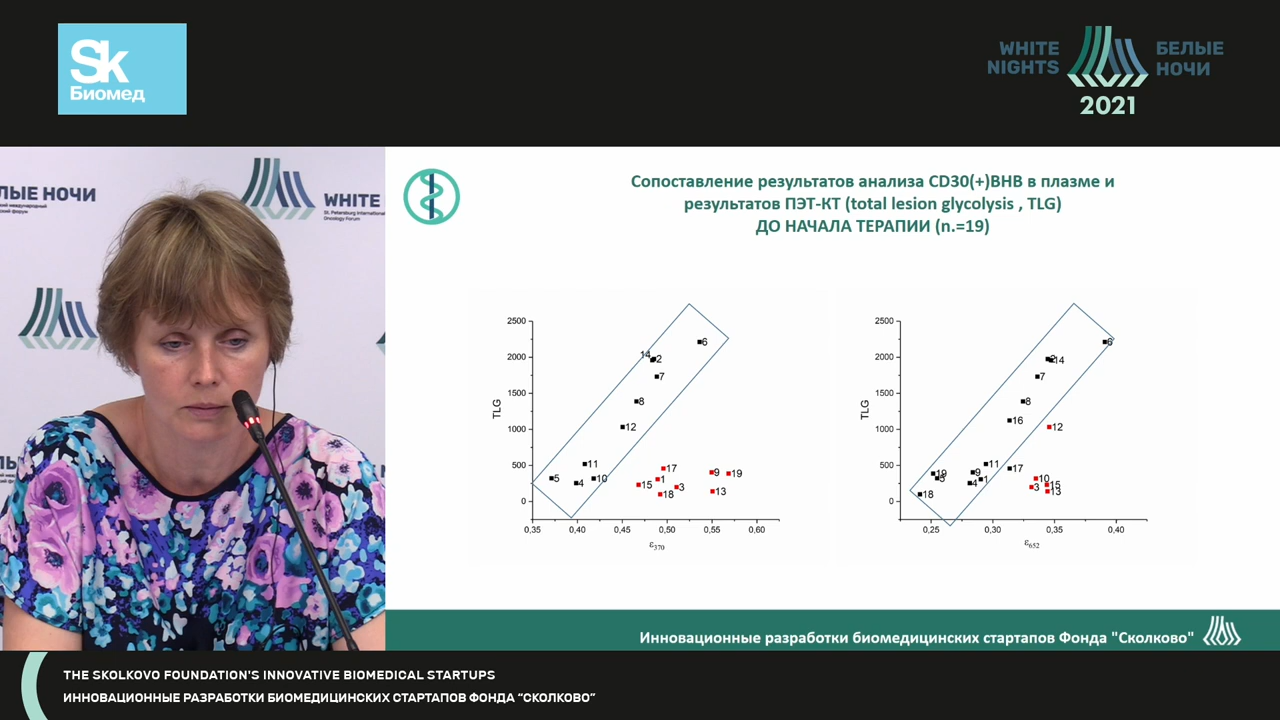 Sk
Биомед
WHITE
NIGHTS
БЕЛЫЕ
НОЧИ
2021
ЛЫЕ НОЧИ
WHITE
St. Petersburg International
Oncology Forum
Сопоставление результатов анализа CD30(+)ВНВ в плазме и
результатов ПЭТ-КТ (total lesion glycolysis , TLG)
ДО НАЧАЛА ТЕРАПИИ (n.=19)
2500
2000
1500
1000
500
0
TLG
14 2
6
7
8
12
11
5
4
10
17
15
1
18
3
9
19
13
0,35 0,40 0,45 0,50 0,55 0,60
ε370
2500
2000
1500
1000
500
0
TLG
6
2 14
7
8
16
12
11
17
19
5
9
4
1
18
10
3
15
13
0,25 0,30 0,35 0,40
ε652
Инновационные разработки биомедицинских стартапов Фонда "Сколково"
THE SKOLKOVO FOUNDATION'S INNOVATIVE BIOMEDICAL STARTUPS
ИННОВАЦИОННЫЕ РАЗРАБОТКИ БИОМЕДИЦИНСКИХ СТАРТАПОВ ФОНДА "СКОЛКОВО"